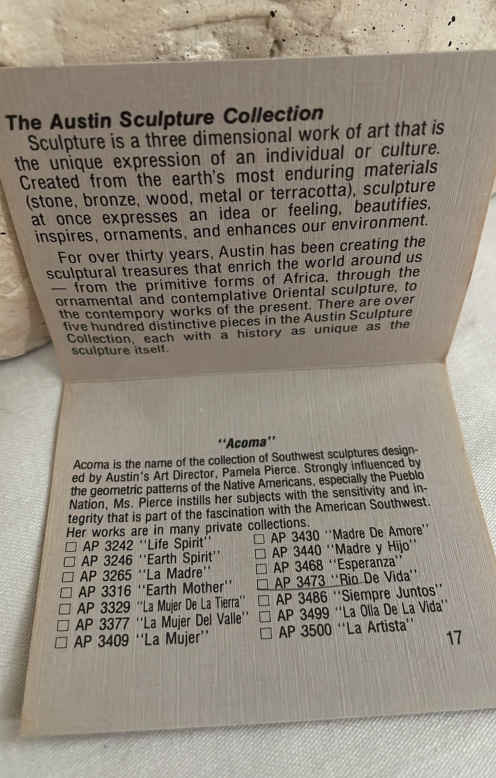 The Austin Sculpture Collection
Sculpture is a three dimensional work of art that is
the unique expression of an individual or culture.
Created from the earth's most enduring materials
(stone, bronze, wood, metal or terracotta), sculpture
at once expresses an idea or feeling, beautifies,
inspires, ornaments, and enhances our environment.
For over thirty years, Austin has been creating the
sculptural treasures that enrich the world around us
— from the primitive forms of Africa, through the
ornamental and contemplative Oriental sculpture, to
the contempory works of the present. There are over
five hundred distinctive pieces in the Austin Sculpture
Collection, each with a history as unique as the
sculpture itself.
"Acoma"
Acoma is the name of the collection of Southwest sculptures design-
ed by Austin's Art Director, Pamela Pierce. Strongly influenced by
the geometric patterns of the Native Americans, especially the Pueblo
Nation, Ms. Pierce instills her subjects with the sensitivity and in-
tegrity that is part of the fascination with the American Southwest.
Her works are in many private collections.
☐ AP 3242 "Life Spirit"
☐ AP 3246 "Earth Spirit"
☐ AP 3265 "La Madre"
☐ AP 3316 "Earth Mother"
☐ AP 3329 "La Mujer De La Tierra"
☐ AP 3377 "La Mujer Del Valle"
☐ AP 3409 "La Mujer"
☐ AP 3430 "Madre De Amore"
☐ AP 3440 "Madre y Hijo"
☐ AP 3468 "Esperanza"
☐ AP 3473 "Rio De Vida"
☐ AP 3486 "Siempre Juntos"
☐ AP 3499 "La Olla De La Vida"
☐ AP 3500 "La Artista"
17